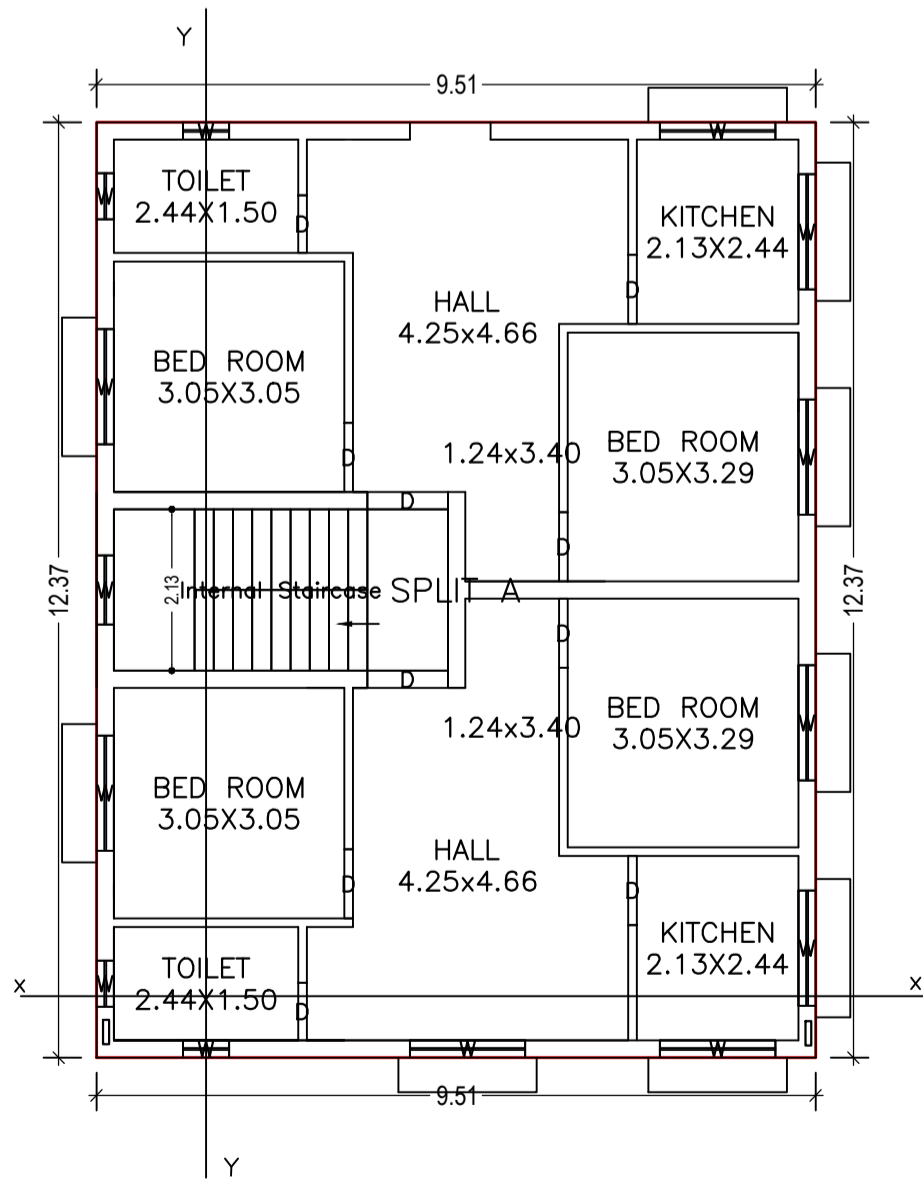 Y
9.51
W
W
TOILET
2.44X1.50
D
W
W
KITCHEN
2.13X2.44
D
HALL
4.25x4.66
12.37
12.37
W
BED ROOM
3.05X3.05
D
1.24x3.40
W
BED ROOM
3.05X3.29
D
D
W
2.13
Internal Staircase
SPLIT A
D
D
W
BED ROOM
3.05X3.05
D
1.24x3.40
W
BED ROOM
3.05X3.29
HALL
4.25x4.66
D
W
KITCHEN
2.13X2.44
W
TOILET
2.44X1.50
D
x
x
W
W
W
9.51
Y